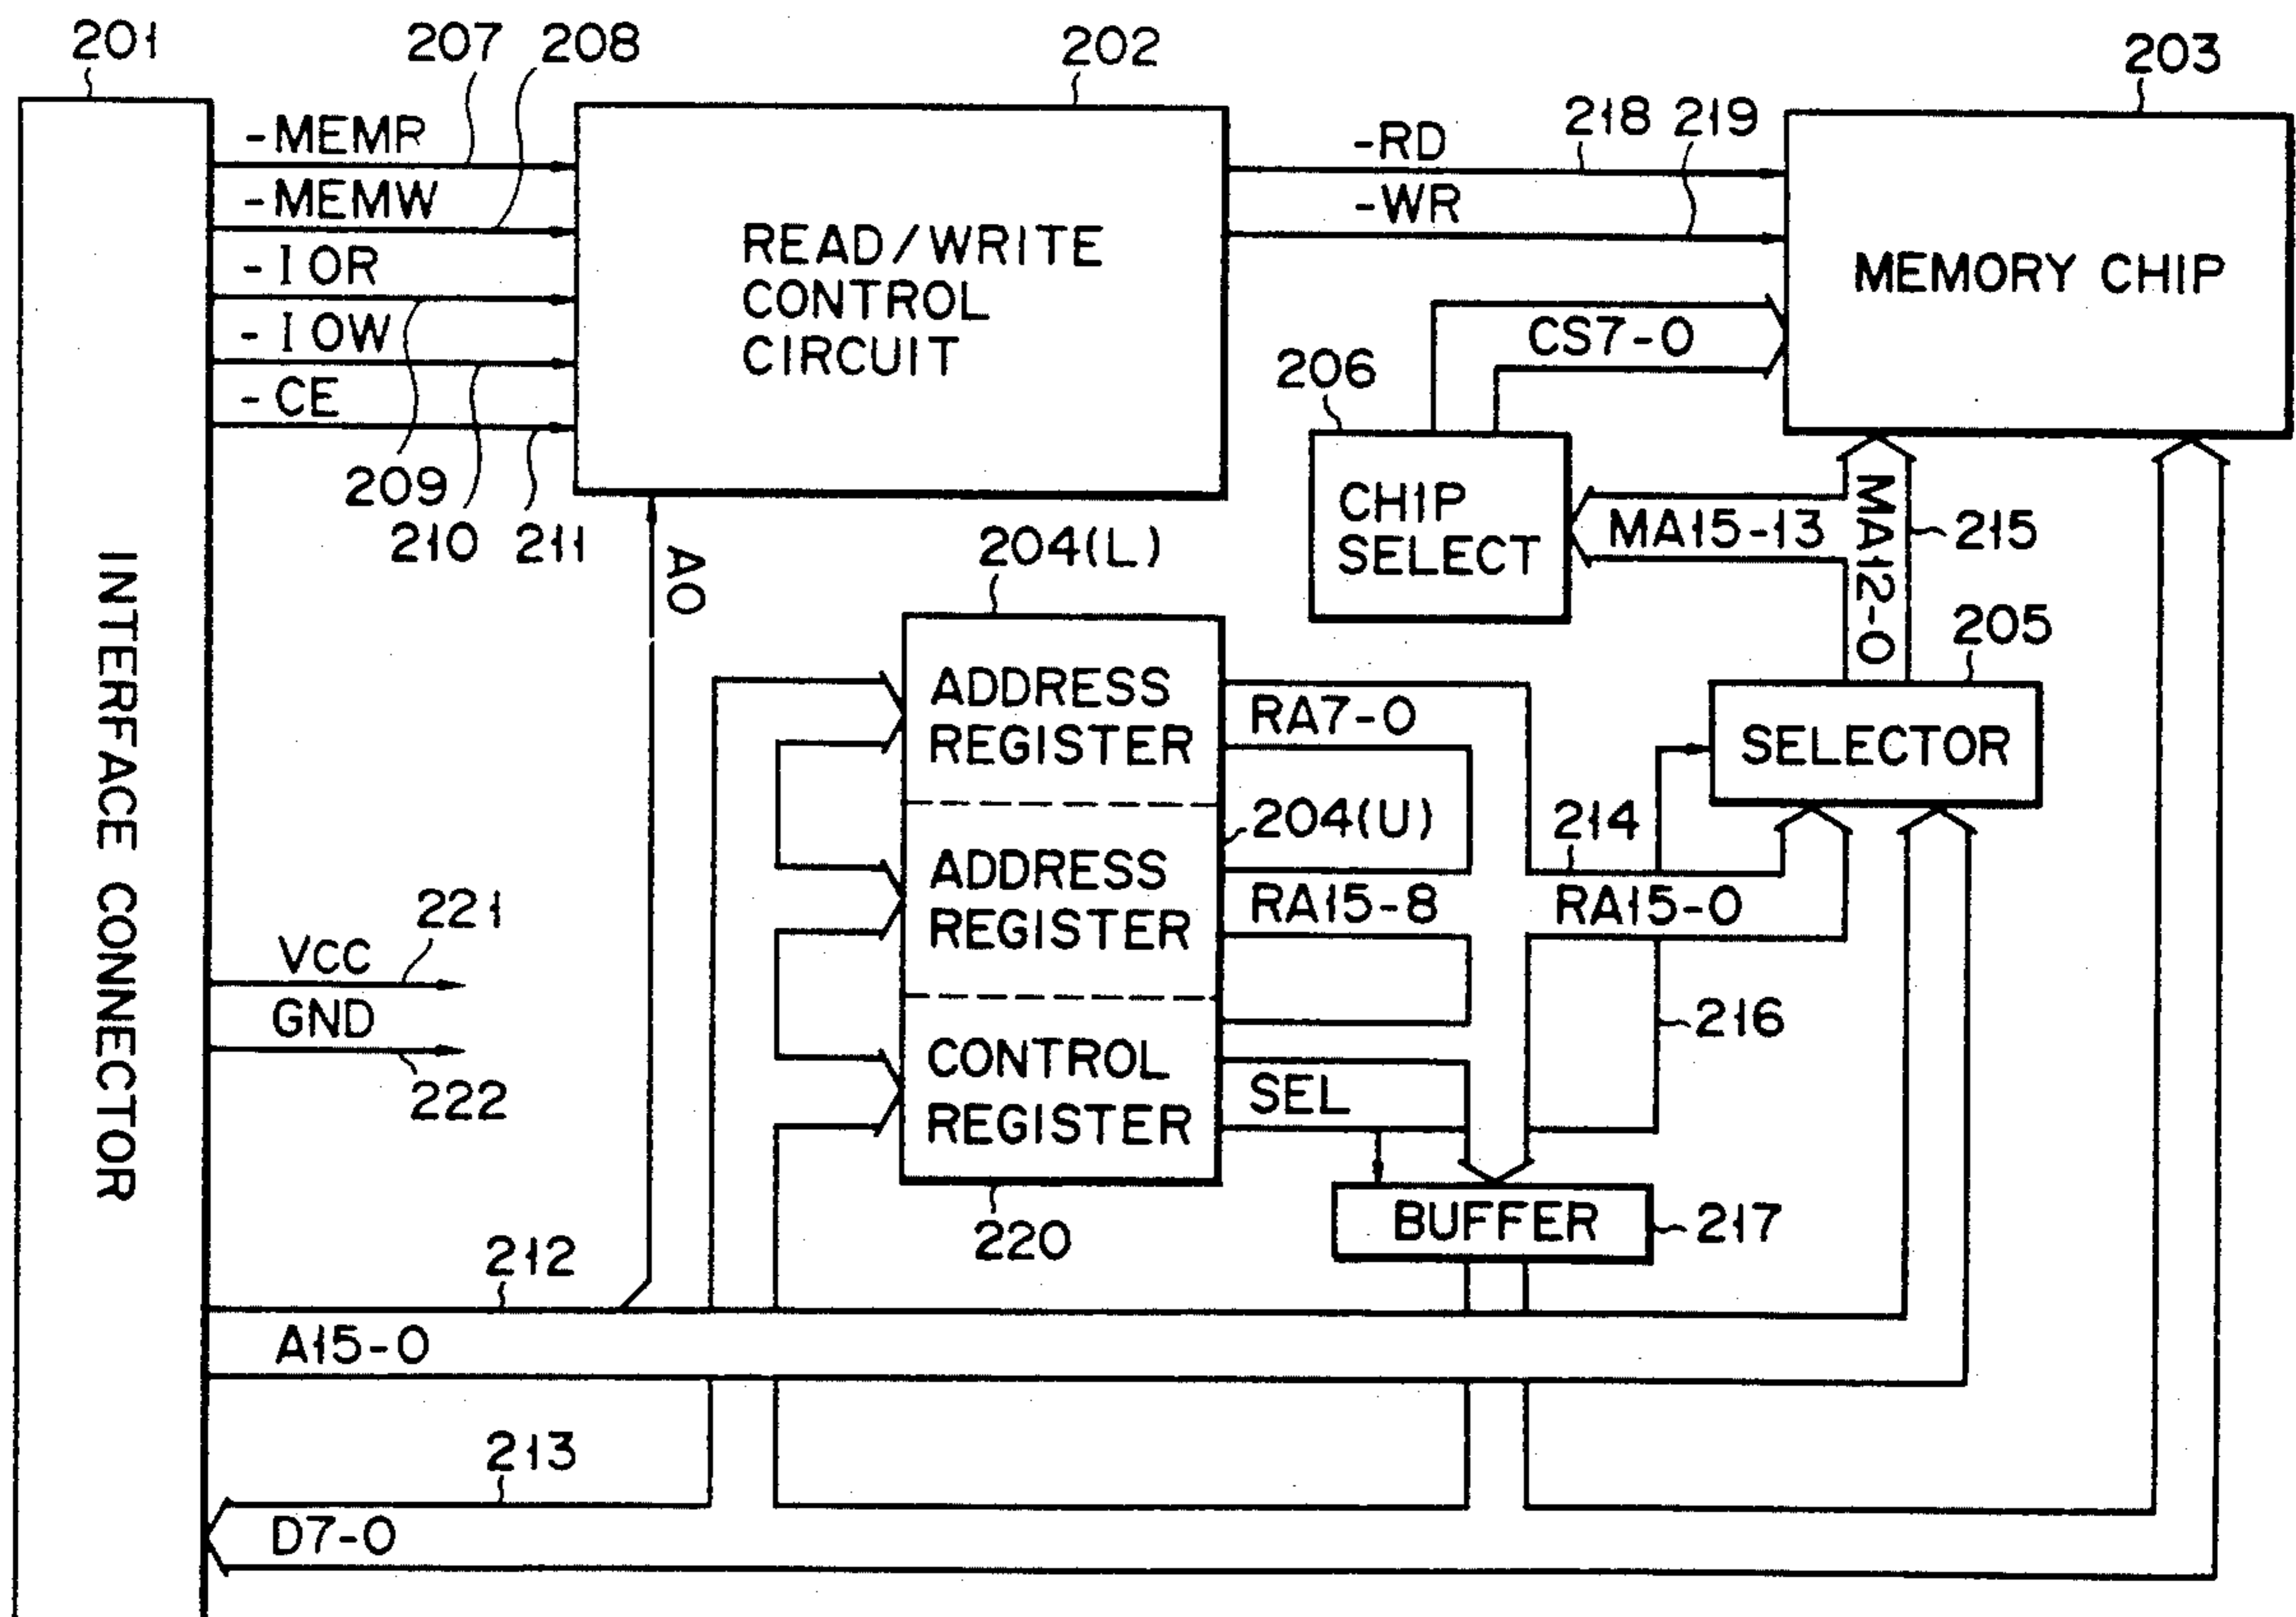 201
207
208
202
203
-MEMR
-MEMW
-IOR
-IOW
-CE
209
210
211
READ/WRITE
CONTROL
CIRCUIT
-RD
-WR
218
219
MEMORY CHIP
CS7-0
206
CHIP
SELECT
MA15-13
MA12-0
215
205
SELECTOR
A0
204(L)
ADDRESS
REGISTER
RA7-0
204(U)
ADDRESS
REGISTER
RA15-8
214
RA15-0
216
CONTROL
REGISTER
SEL
220
BUFFER
217
INTERFACE CONNECTOR
VCC
221
GND
222
212
A15-0
213
D7-0